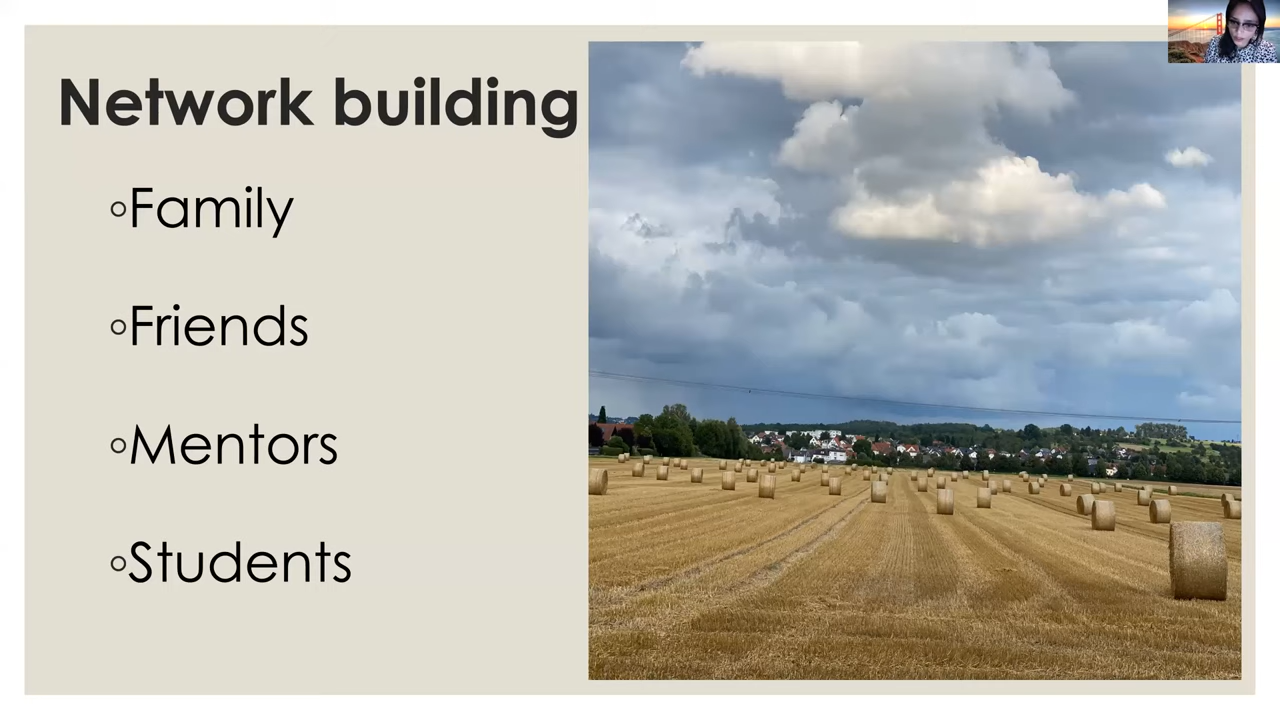 Network building
◦Family
◦Friends
◦Mentors
◦Students